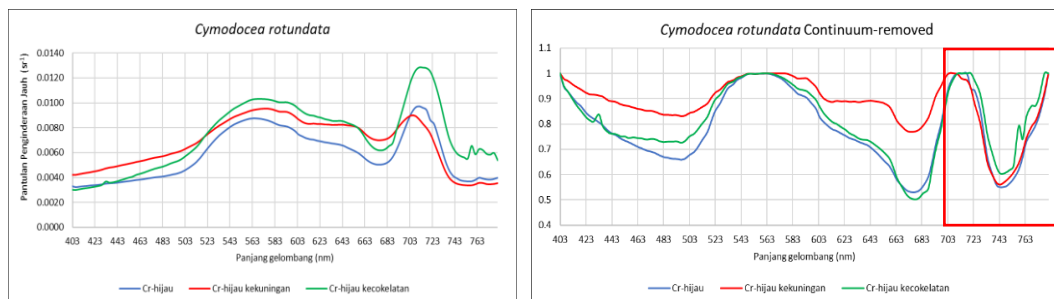 Cymodocea rotundata
Pantulan Penginderaan Jauh (sr⁻¹)
0.0140
0.0120
0.0100
0.0080
0.0060
0.0040
0.0020
0.0000
403 423 443 463 483 503 523 543 563 583 603 623 643 663 683 703 723 743 763
Panjang gelombang (nm)
Cr-hijau Cr-hijau kekuningan Cr-hijau kecokelatan
Cymodocea rotundata Continuum-removed
1.1
1
0.9
0.8
0.7
0.6
0.5
0.4
403 423 443 463 483 503 523 543 563 583 603 623 643 663 683 703 723 743 763
Panjang gelombang (nm)
Cr-hijau Cr-hijau kekuningan Cr-hijau kecokelatan